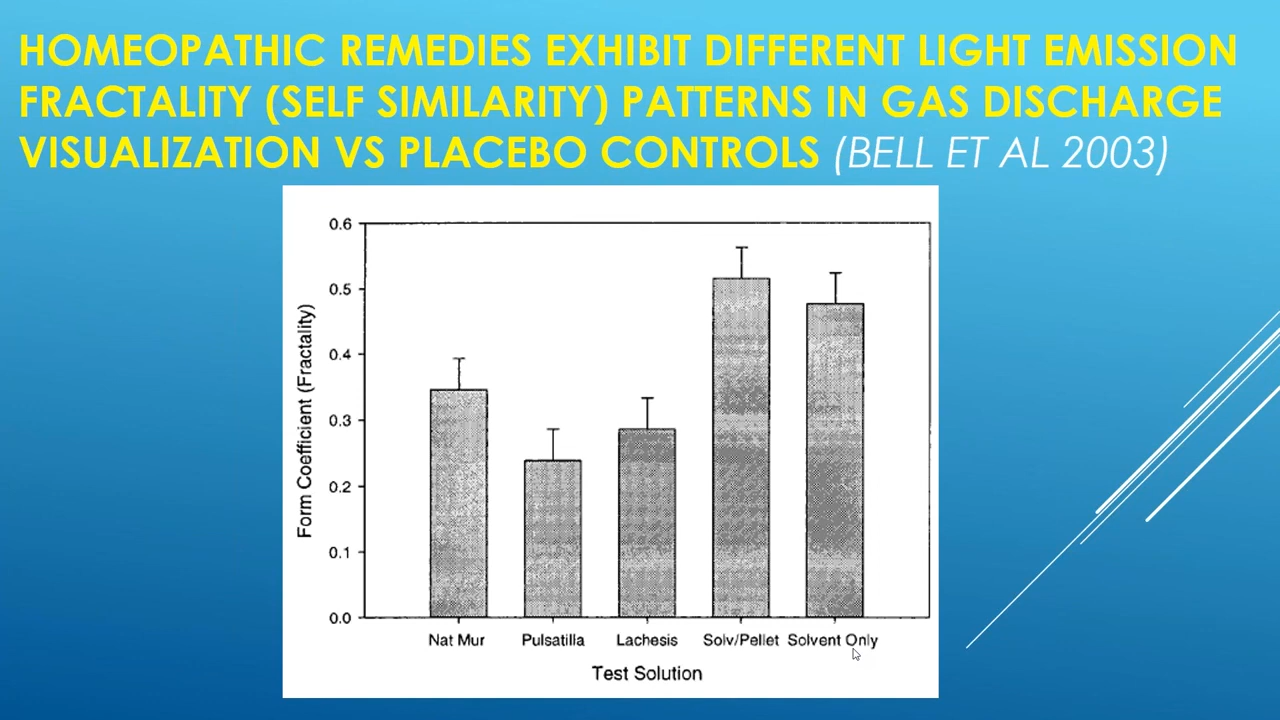 HOMEOPATHIC REMEDIES EXHIBIT DIFFERENT LIGHT EMISSION
FRACTALITY (SELF SIMILARITY) PATTERNS IN GAS DISCHARGE
VISUALIZATION VS PLACEBO CONTROLS (BELL ET AL 2003)
0.6
0.5
0.4
0.3
0.2
0.1
0.0
Form Coefficient (Fractality)
Nat Mur Pulsatilla Lachesis Solv/Pellet Solvent Only
Test Solution